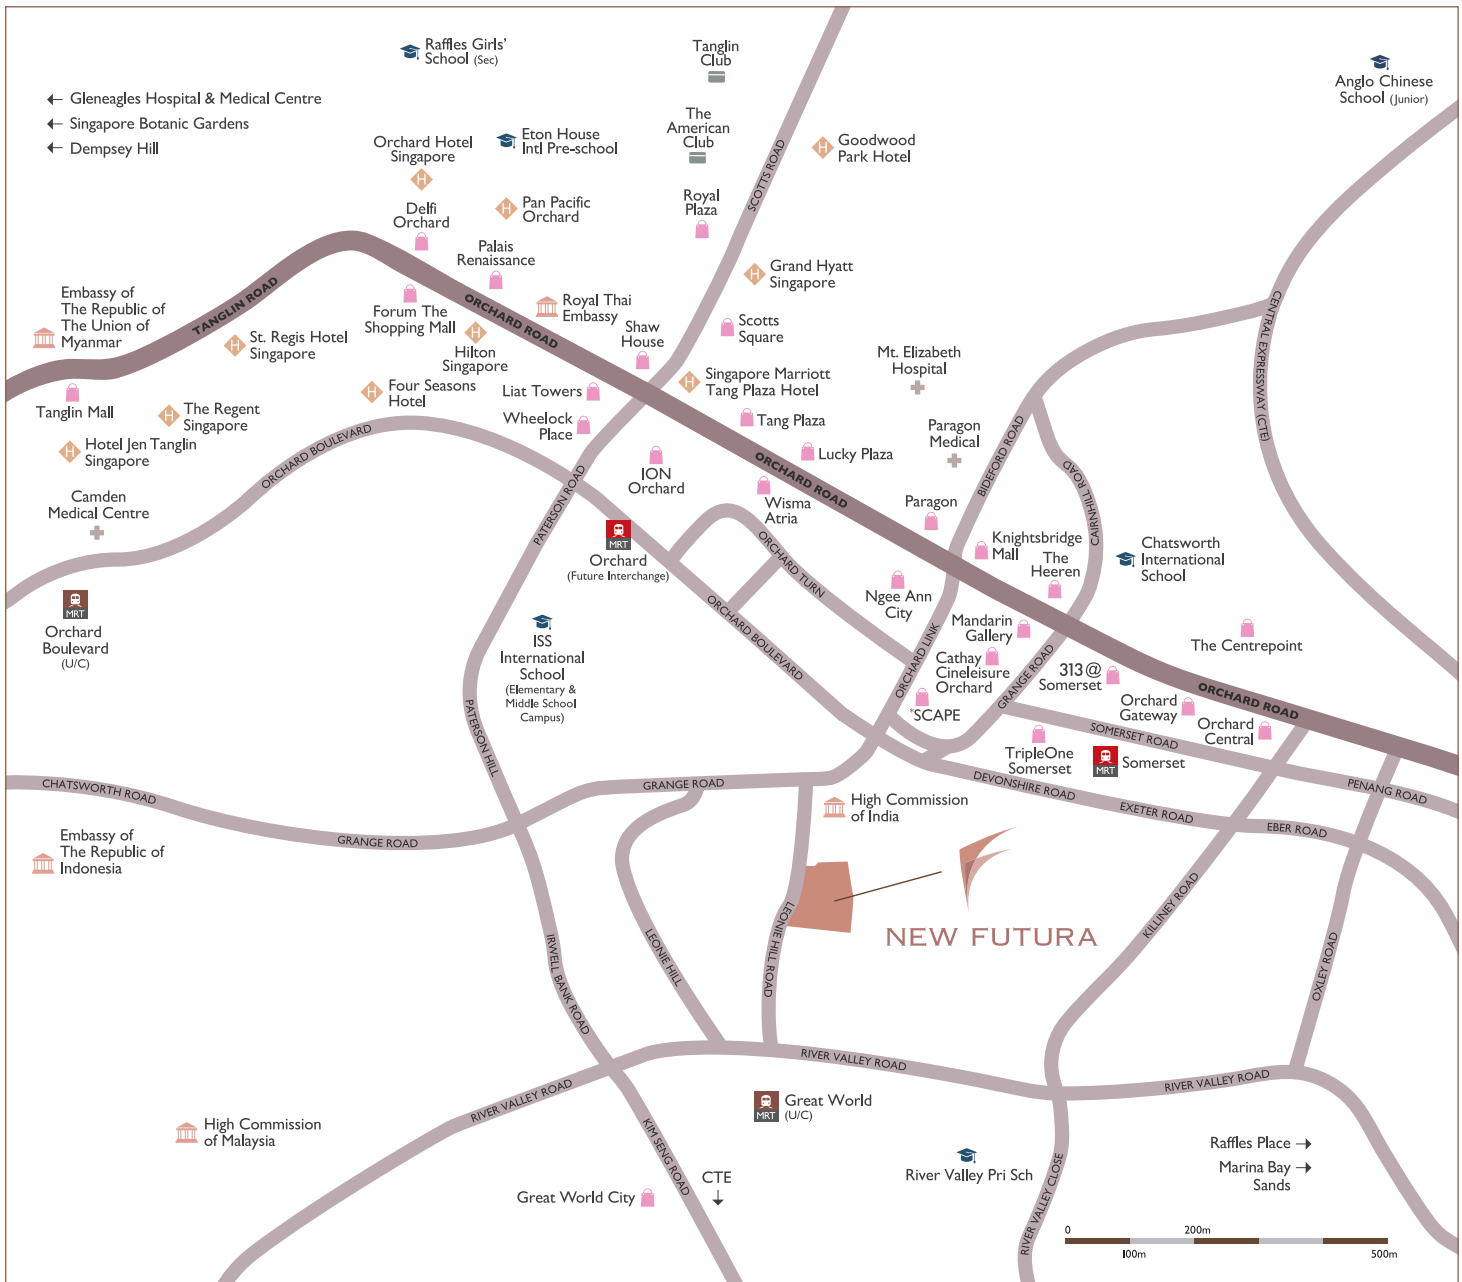 Raffles Girls'
School (Sec)
Tanglin
Club
Anglo Chinese
School (Junior)
← Gleneagles Hospital & Medical Centre
← Singapore Botanic Gardens
← Dempsey Hill
The
American
Club
Orchard Hotel
Singapore
Eton House
Intl Pre-school
Goodwood
Park Hotel
SCOTTS ROAD
Royal
Plaza
Pan Pacific
Orchard
Delfi
Orchard
Palais
Renaissance
Grand Hyatt
Singapore
Embassy of
The Republic of
The Union of
Myanmar
TANGLIN ROAD
Forum The
Shopping Mall
ORCHARD ROAD
Royal Thai
Embassy
Shaw
House
Scotts
Square
CENTRAL EXPRESSWAY (CTE)
St. Regis Hotel
Singapore
Hilton
Singapore
Mt. Elizabeth
Hospital
Singapore Marriott
Tang Plaza Hotel
Four Seasons
Hotel
Liat Towers
Tanglin Mall
The Regent
Singapore
Wheelock
Place
Tang Plaza
Paragon
Medical
BIDEFORD ROAD
Hotel Jen Tanglin
Singapore
ORCHARD BOULEVARD
Lucky Plaza
ION
Orchard
ORCHARD ROAD
CAIRNHILL ROAD
Camden
Medical Centre
PATERSON ROAD
Wisma
Atria
Paragon
MRT
Orchard
(Future Interchange)
ORCHARD TURN
Knightsbridge
Mall
The
Heeren
Chatsworth
International
School
MRT
Orchard
Boulevard
(U/C)
ORCHARD BOULEVARD
Ngee Ann
City
ORCHARD LINK
Mandarin
Gallery
The Centrepoint
ISS
International
School
(Elementary &
Middle School
Campus)
Cathay
Cineleisure
Orchard
GRANGE ROAD
313@
Somerset
ORCHARD ROAD
*SCAPE
Orchard
Gateway
Orchard
Central
PATERSON HILL
SOMERSET ROAD
TripleOne
Somerset
MRT
Somerset
CHATSWORTH ROAD
GRANGE ROAD
DEVONSHIRE ROAD
PENANG ROAD
High Commission
of India
EXETER ROAD
EBER ROAD
GRANGE ROAD
Embassy of
The Republic of
Indonesia
LEONIE HILL ROAD
NEW FUTURA
KILLINEY ROAD
LEONIE HILL
IRWELL BANK ROAD
OXLEY ROAD
RIVER VALLEY ROAD
RIVER VALLEY ROAD
RIVER VALLEY ROAD
MRT
Great World
(U/C)
High Commission
of Malaysia
KIM SENG ROAD
Raffles Place →
River Valley Pri Sch
RIVER VALLEY CLOSE
Marina Bay →
Sands
CTE
↓
Great World City
0
200m
100m
500m